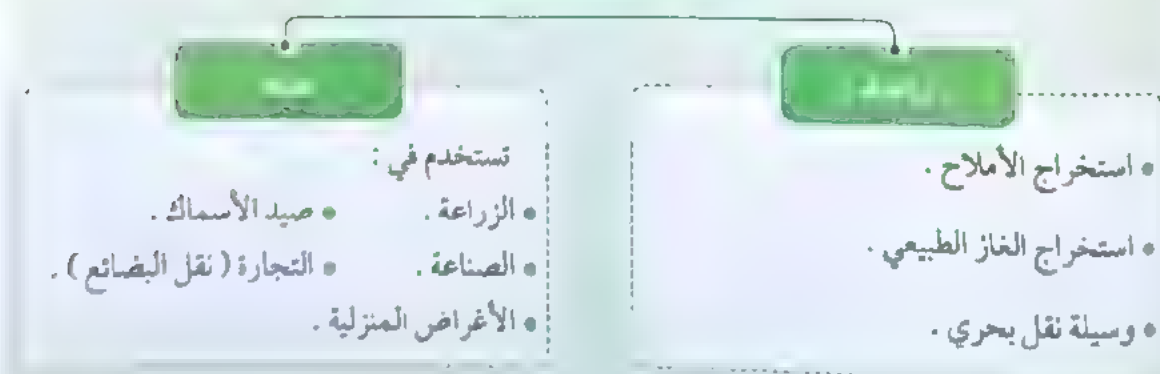 • استخراج الأملاح .
• استخراج الغاز الطبيعي .
• وسيلة نقل بحري .
تستخدم في :
• الزراعة .
• صيد الأسماك .
• الصناعة .
• التجارة ( نقل البضائع ) .
• الأغراض المنزلية .